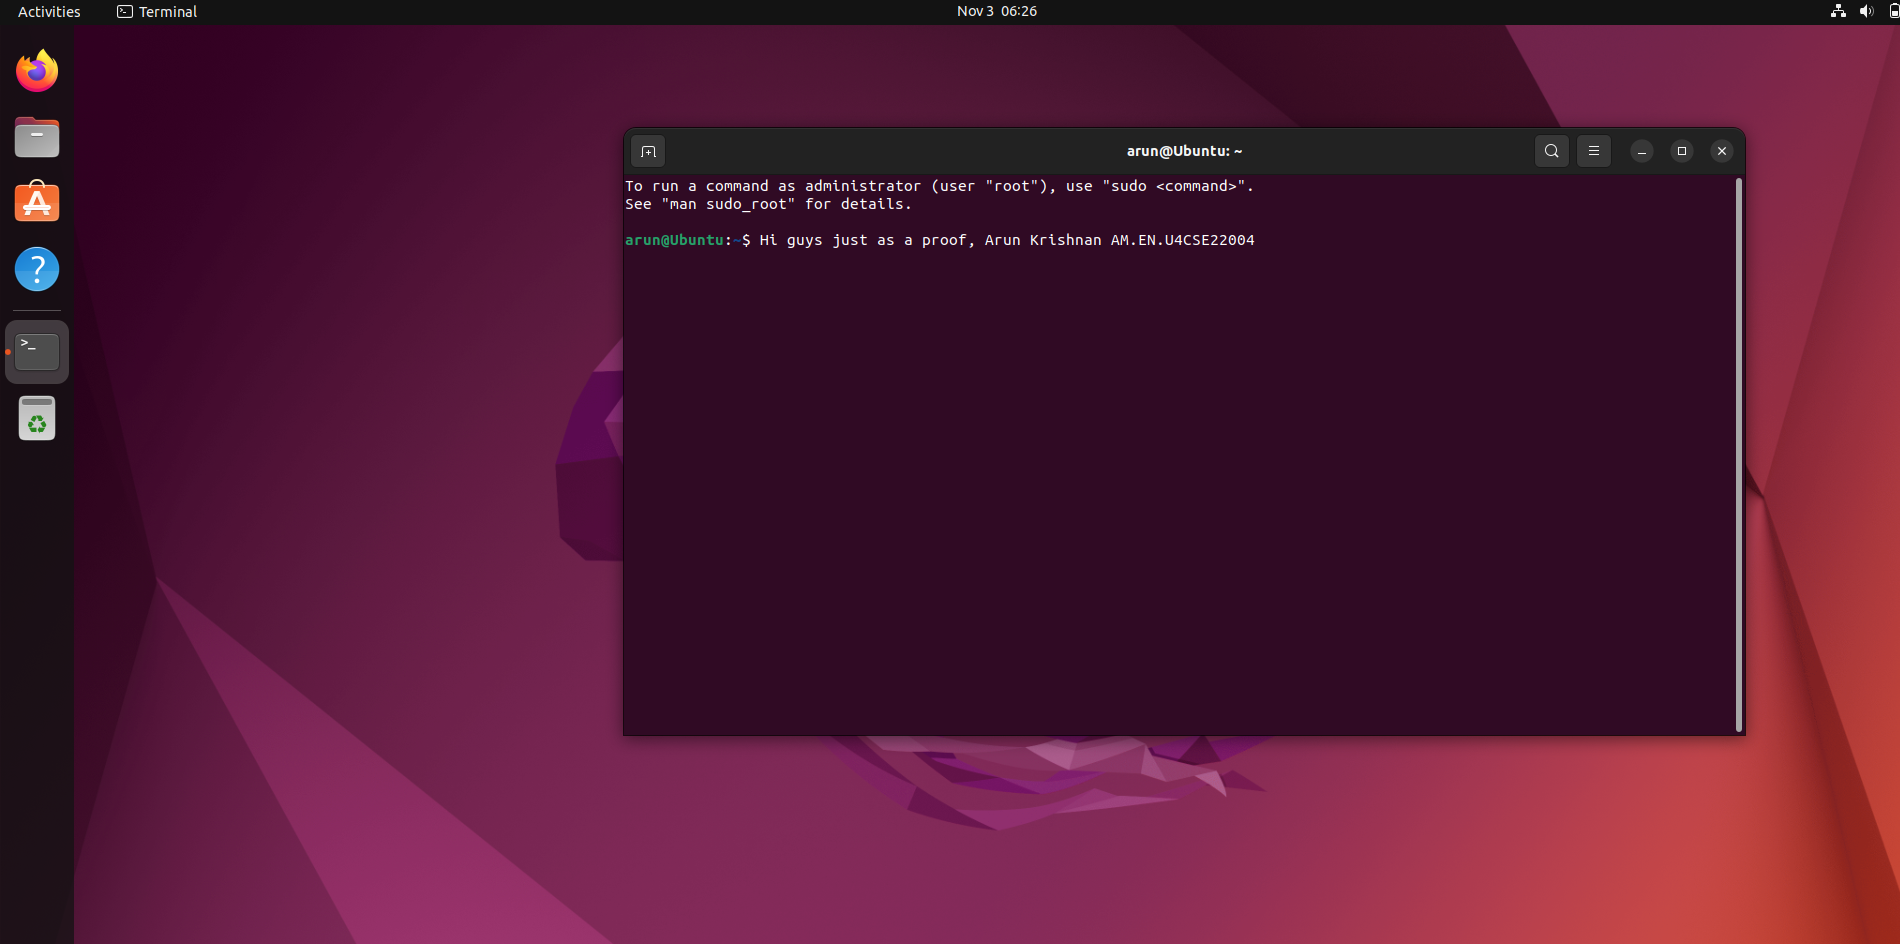 Activities
Terminal
Nov 3 06:26
arun@Ubuntu: ~
To run a command as administrator (user "root"), use "sudo <command>".
See "man sudo_root" for details.
arun@Ubuntu:~$ Hi guys just as a proof, Arun Krishnan AM.EN.U4CSE22004